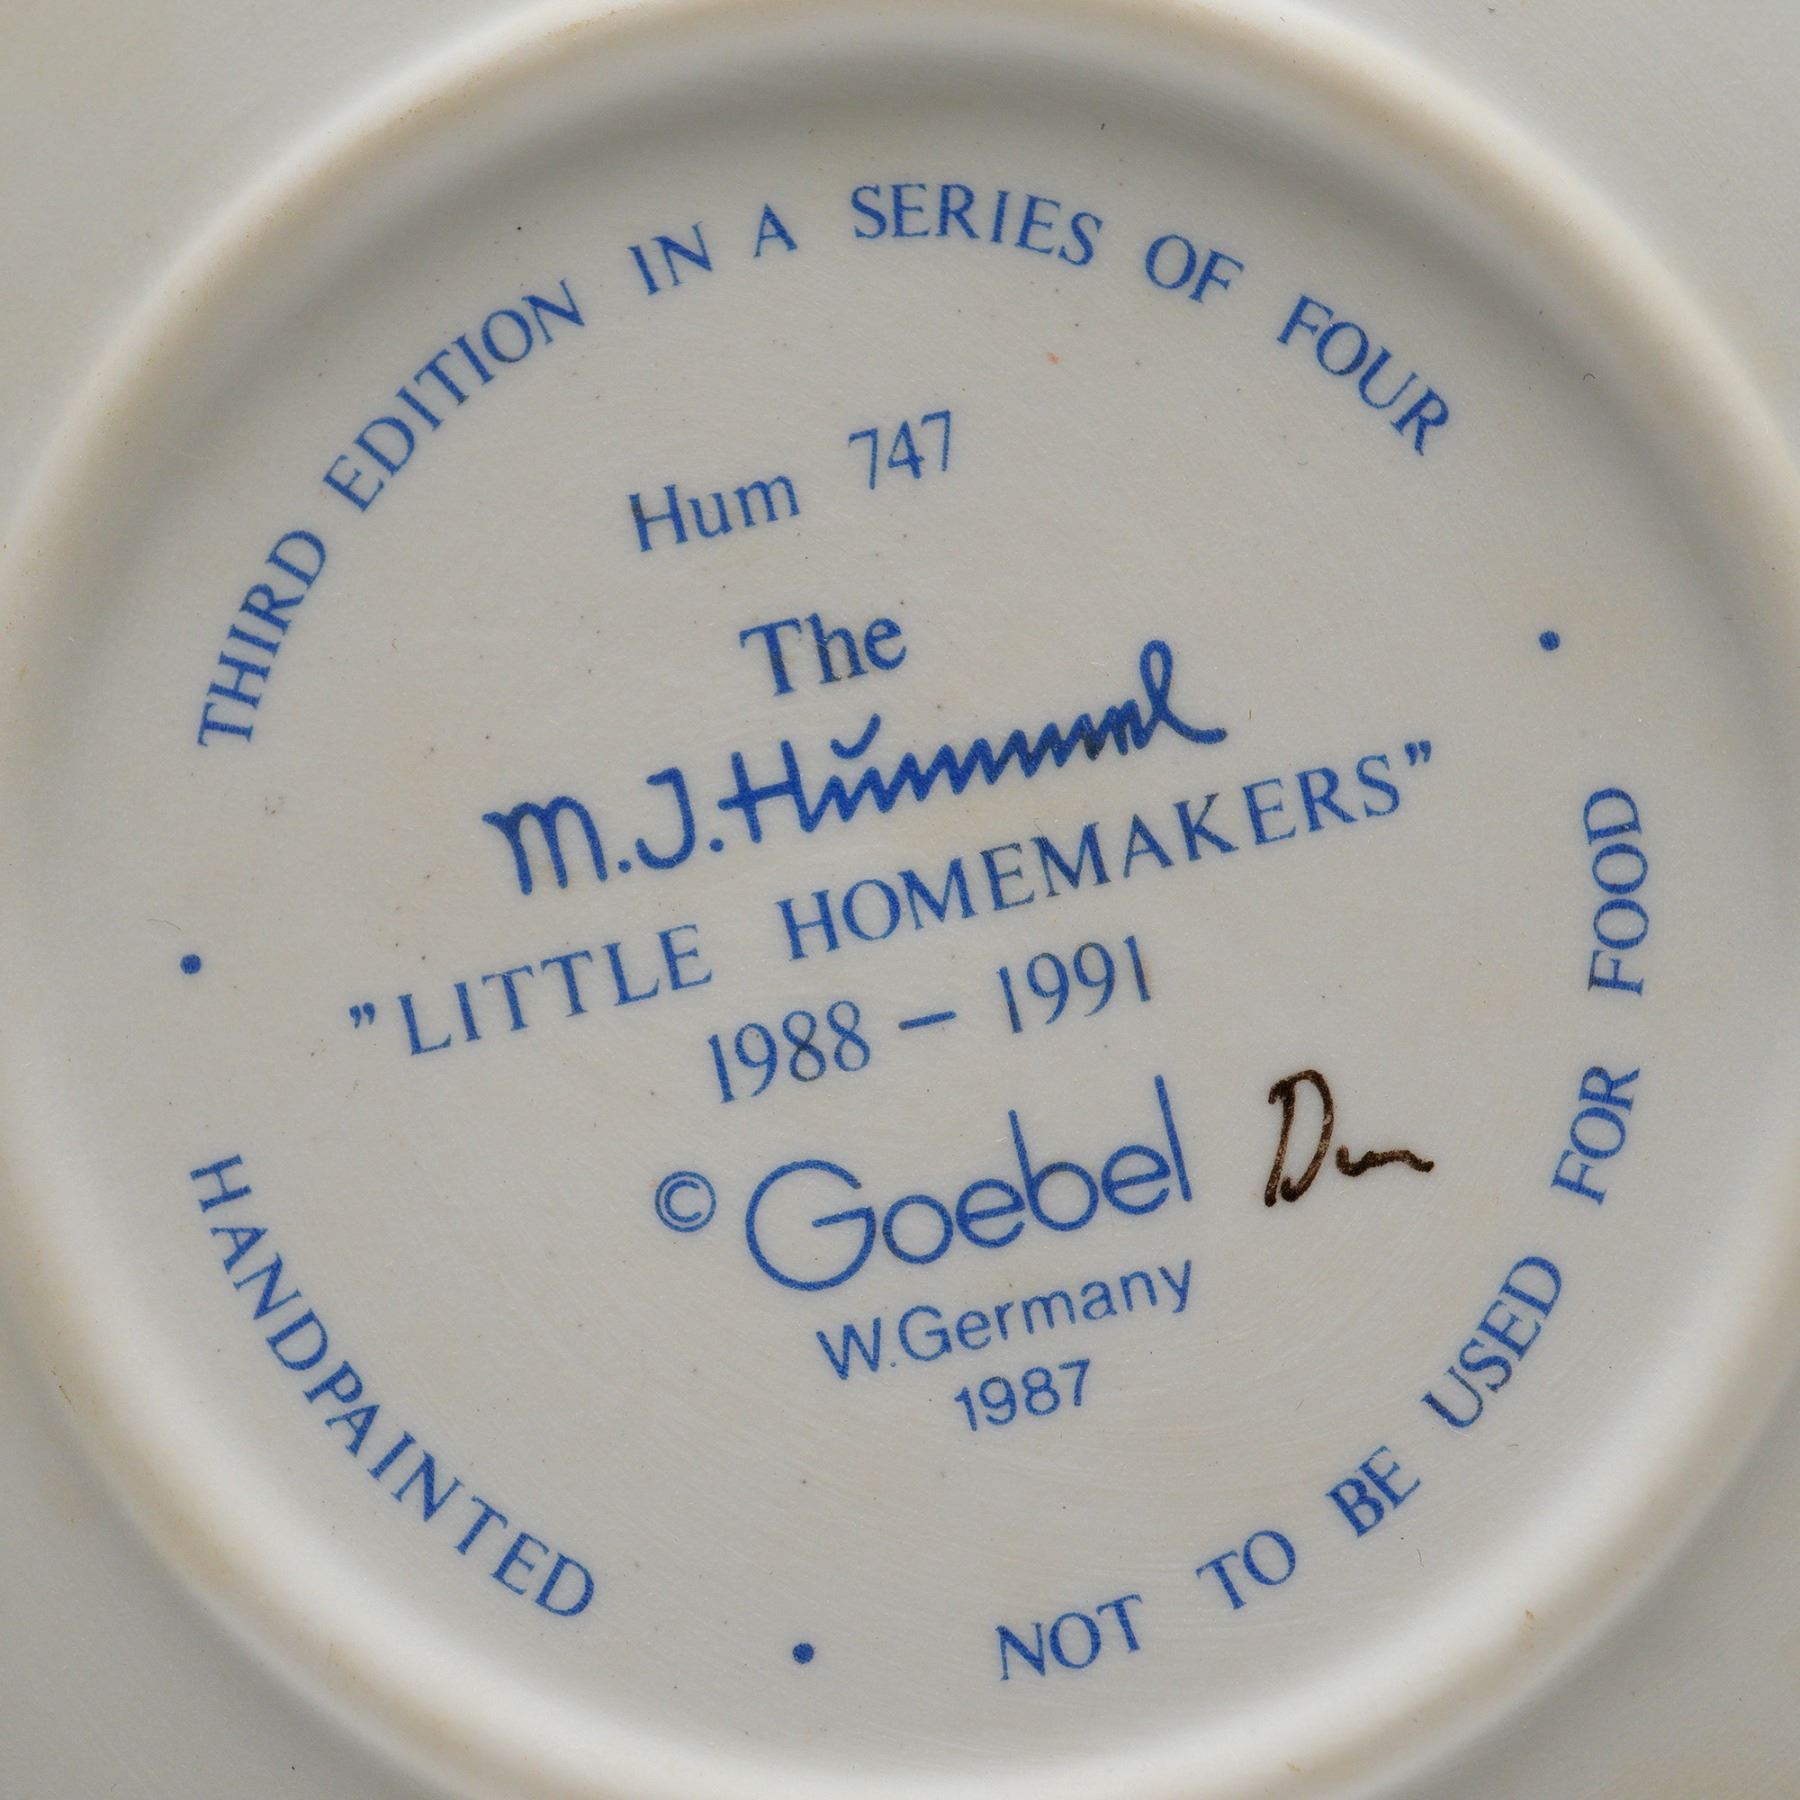 THIRD EDITION IN A SERIES OF FOUR
Hum 747
The
M.J.Hummel
"LITTLE HOMEMAKERS"
1988 – 1991
© Goebel
W.Germany
1987
HANDPAINTED
•
NOT TO BE USED FOR FOOD
•
•